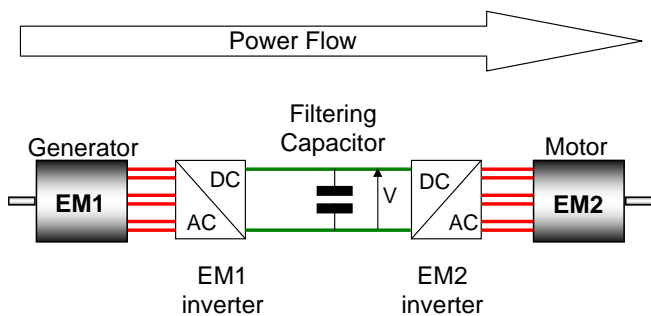 Power Flow
Filtering
Capacitor
Generator
Motor
EM1
DC
AC
V
DC
AC
EM2
EM1
inverter
EM2
inverter